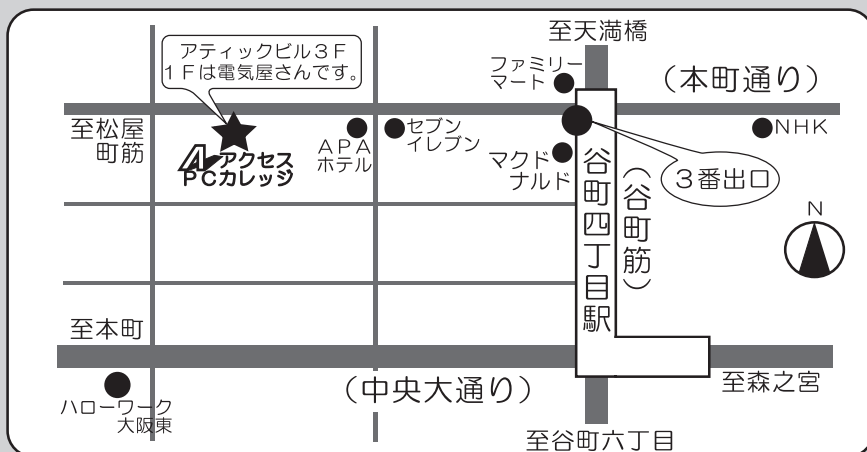 至天満橋
アティックビル３Ｆ
１Ｆは電気屋さんです。
ファミリー
マート
（本町通り）
至松屋
町筋
アクセス
PCカレッジ
ＡＰＡ
ホテル
セブン
イレブン
マクド
ナルド
３番出口
ＮＨＫ
谷町四丁目駅
（谷町筋）
N
至本町
ハローワーク
大阪東
（中央大通り）
至森之宮
至谷町六丁目